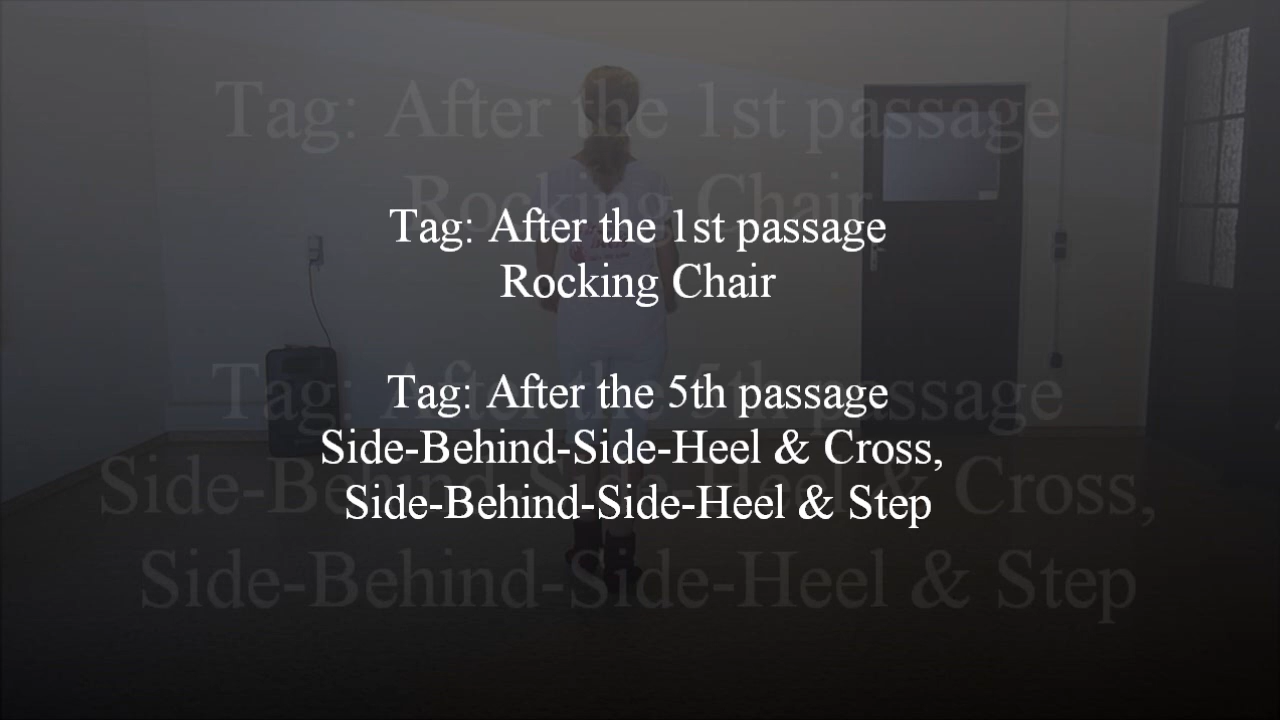 Tag: After the 1st passage
Rocking Chair
Tag: After the 5th passage
Side-Behind-Side-Heel & Cross,
Side-Behind-Side-Heel & Step